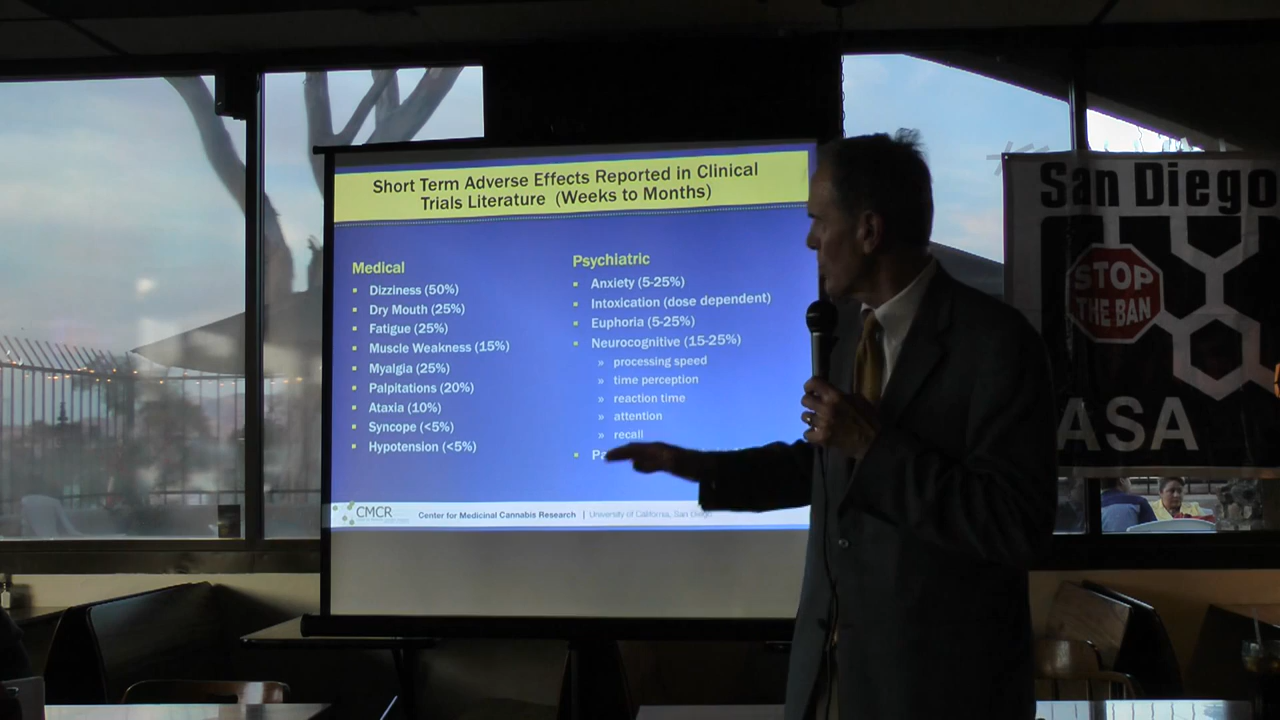 Short Term Adverse Effects Reported in Clinical
Trials Literature (Weeks to Months)
Medical
Dizziness (50%)
Dry Mouth (25%)
Fatigue (25%)
Muscle Weakness (15%)
Myalgia (25%)
Palpitations (20%)
Ataxia (10%)
Syncope (<5%)
Hypotension (<5%)
Psychiatric
Anxiety (5-25%)
Intoxication (dose dependent)
Euphoria (5-25%)
Neurocognitive (15-25%)
» processing speed
» time perception
» reaction time
» attention
» recall
CMCR
Center for Medicinal Cannabis Research | University of California, San Diego
San Diego
STOP
THE BAN
ASA